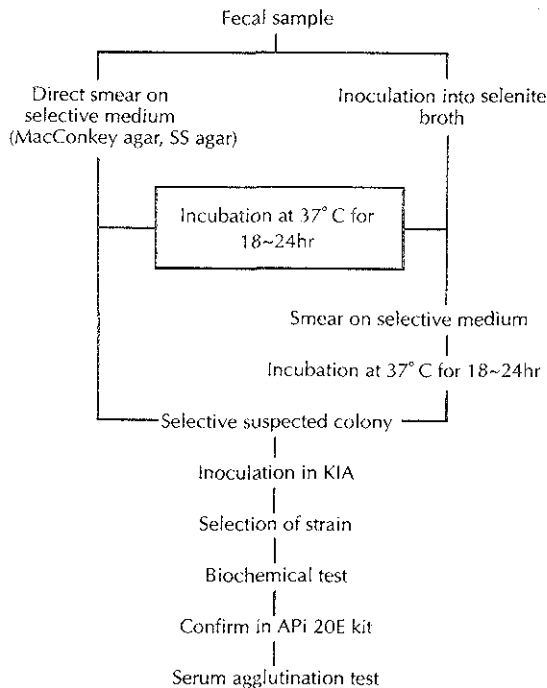 Fecal sample
Direct smear on
selective medium
(MacConkey agar, SS agar)
Inoculation into selenite
broth
Incubation at 37°C for
18~24hr
Smear on selective medium
Incubation at 37°C for 18~24hr
Selective suspected colony
Inoculation in KIA
Selection of strain
Biochemical test
Confirm in APi 20E kit
Serum agglutination test